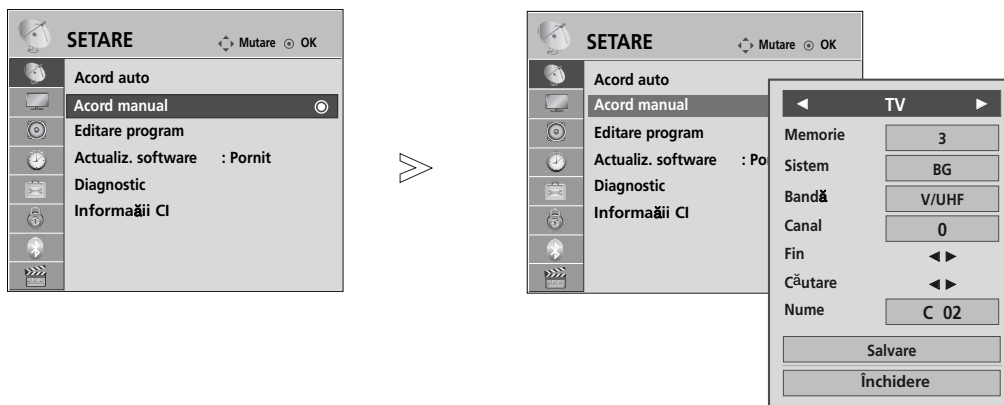 SETARE
Mutare OK
Acord auto
Acord manual
Editare program
Actualiz. software : Pornit
Diagnostic
Informaăii CI
SETARE
Mutare OK
Acord auto
Acord manual
Editare program
Actualiz. software : Po
Diagnostic
Informaăii CI
TV
Memorie 3
Sistem BG
Bandă V/UHF
Canal 0
Fin
Căutare
Nume C 02
Salvare
Închidere